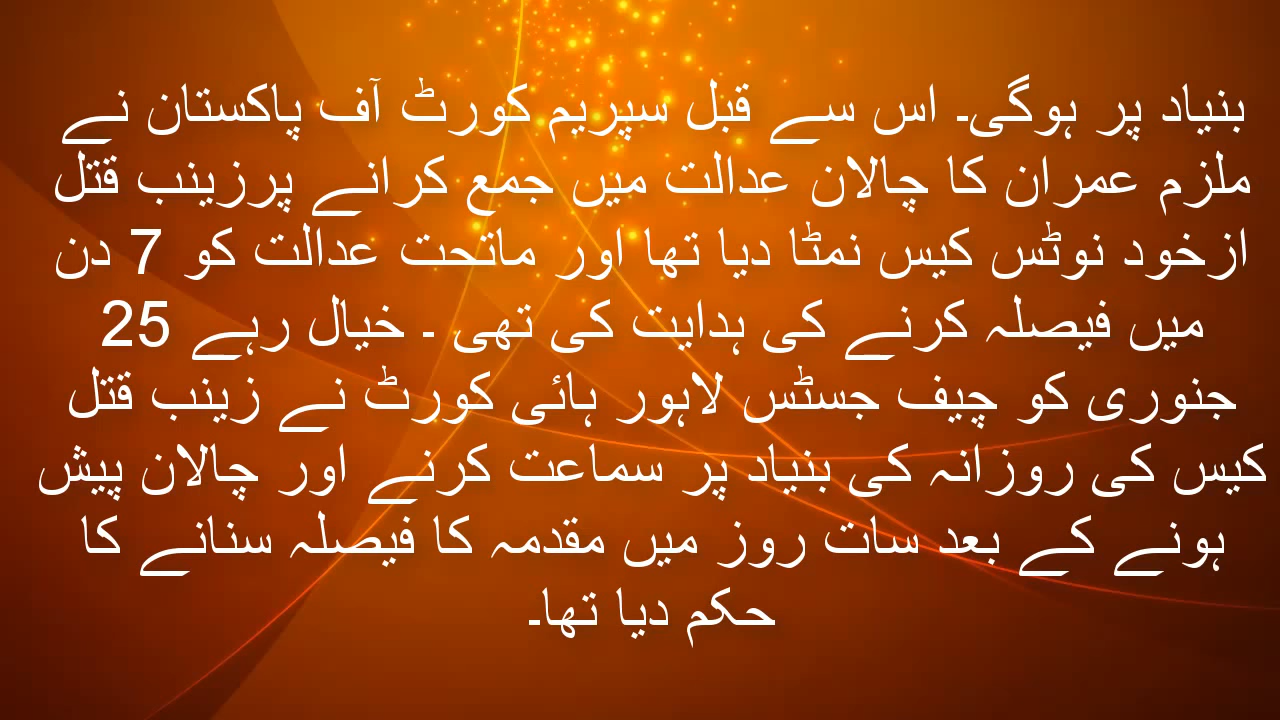 بنیاد پر ہوگی۔ اس سے قبل سپریم کورٹ آف پاکستان نے
ملزم عمران کا چالان عدالت میں جمع کرانے پرزینب قتل
ازخود نوٹس کیس نمٹا دیا تھا اور ماتحت عدالت کو 7 دن
میں فیصلہ کرنے کی ہدایت کی تھی ۔ خیال رہے 25
جنوری کو چیف جسٹس لاہور ہائی کورٹ نے زینب قتل
کیس کی روزانہ کی بنیاد پر سماعت کرنے اور چالان پیش
ہونے کے بعد سات روز میں مقدمہ کا فیصلہ سنانے کا
حکم دیا تھا۔